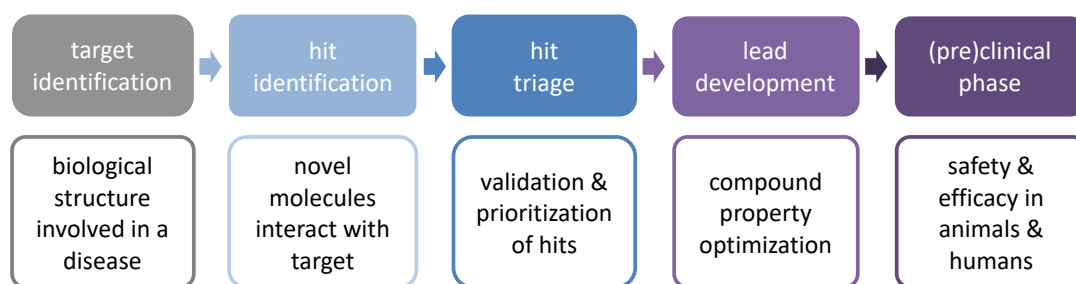 target
identification
hit
identification
hit
triage
lead
development
(pre)clinical
phase
biological
structure
involved in a
disease
novel
molecules
interact with
target
validation &
prioritization
of hits
compound
property
optimization
safety &
efficacy in
animals &
humans